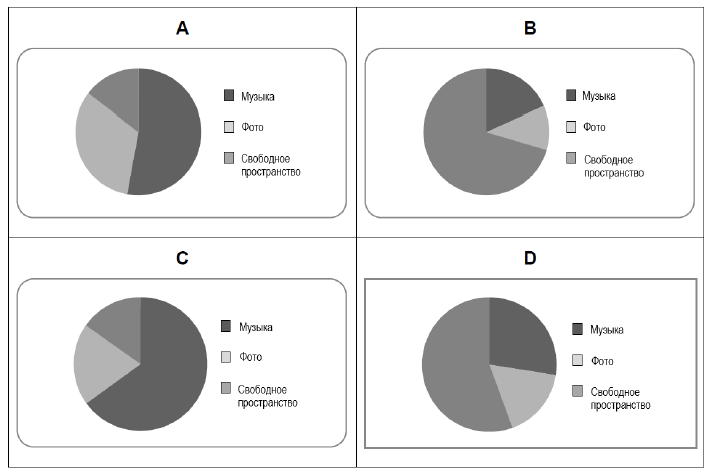 A
Музыка
Фото
Свободное
пространство
B
Музыка
Фото
Свободное
пространство
C
Музыка
Фото
Свободное
пространство
D
Музыка
Фото
Свободное
пространство